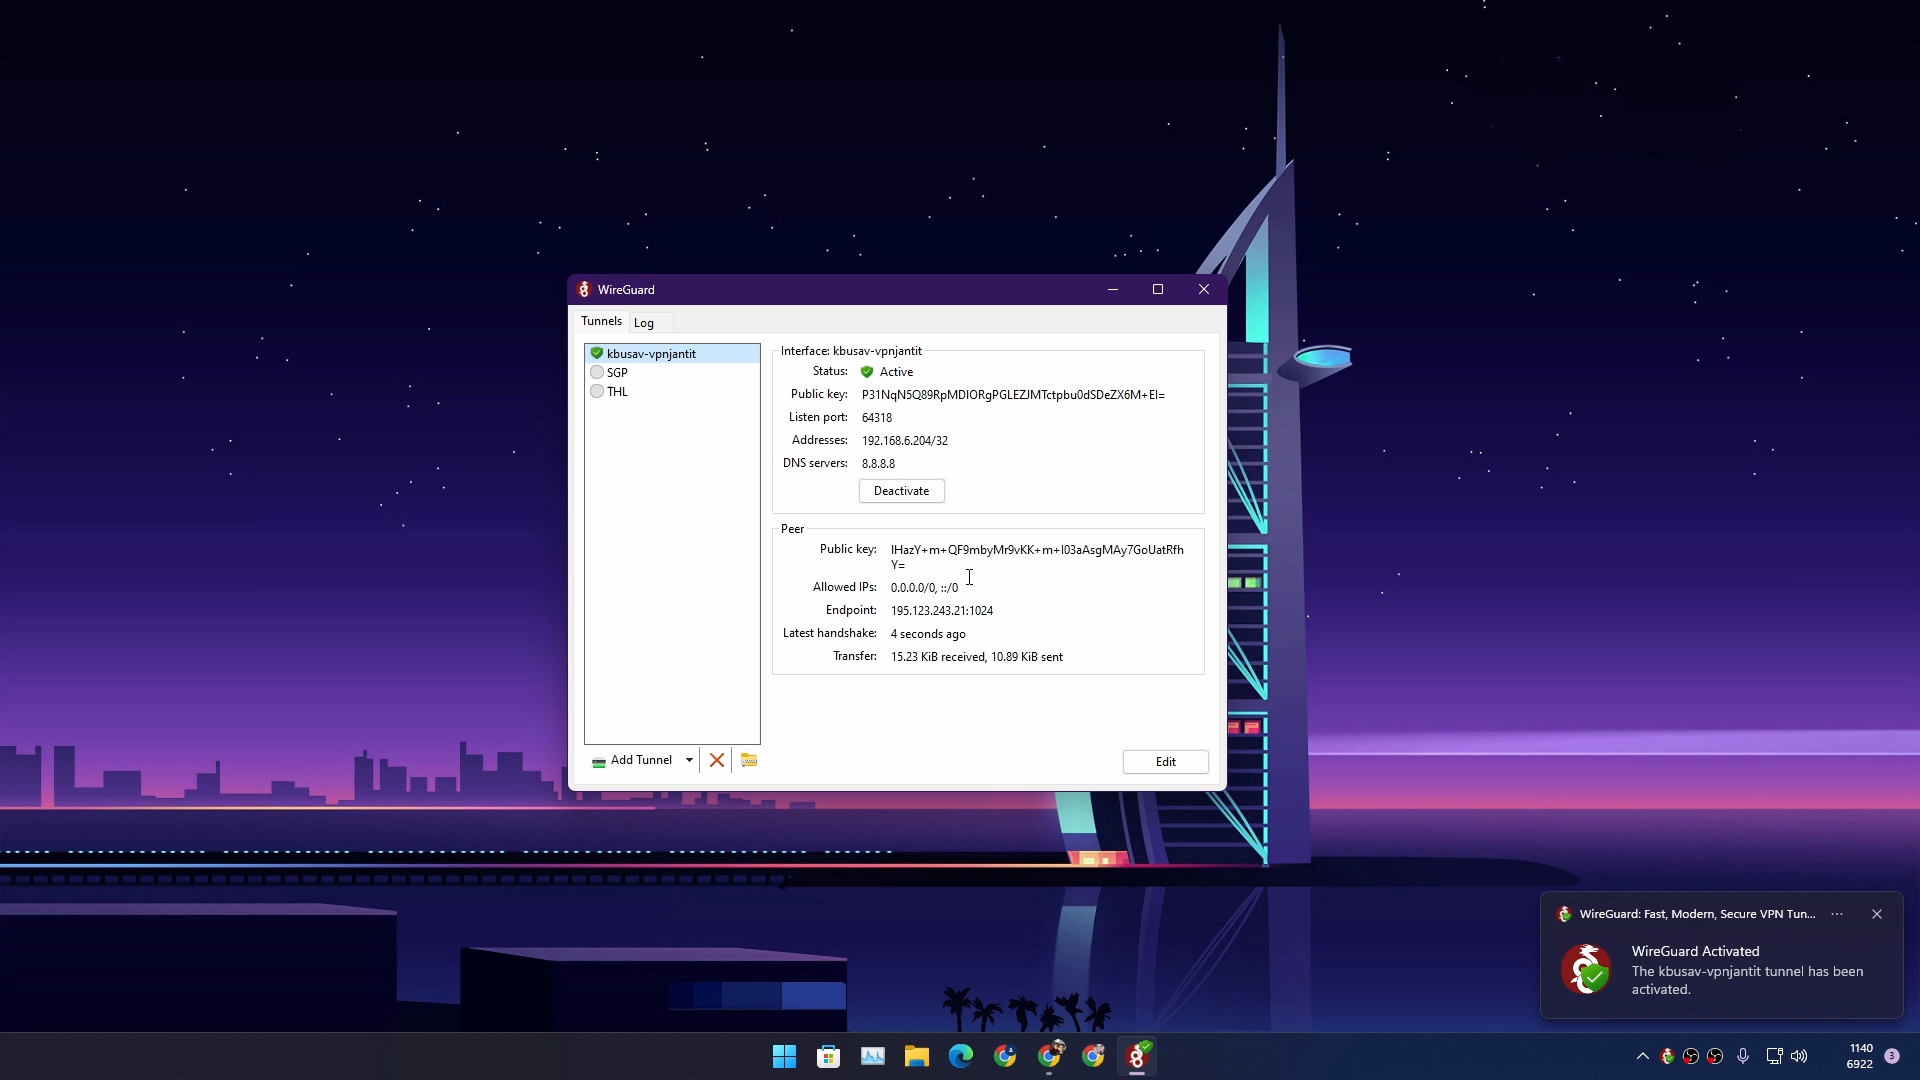 WireGuard
Tunnels
Log
kbusav-vpnjantit
SGP
THL
Interface: kbusav-vpnjantit
Status: Active
Public key: P31NqN5Q89RpMDIORgPGLEZJMTctpbu0dSDeZX6M+EI=
Listen port: 64318
Addresses: 192.168.6.204/32
DNS servers: 8.8.8.8
Deactivate
Peer
Public key: IHazY+m+QF9mbyMr9vKK+m+I03aAsgMAy7GoUatRfh
Y=
Allowed IPs: 0.0.0.0/0, ::/0
Endpoint: 195.123.243.21:1024
Latest handshake: 4 seconds ago
Transfer: 15.23 KiB received, 10.89 KiB sent
Add Tunnel
Edit
WireGuard: Fast, Modern, Secure VPN Tun...
WireGuard Activated
The kbusav-vpnjantit tunnel has been
activated.
1140
6922
3